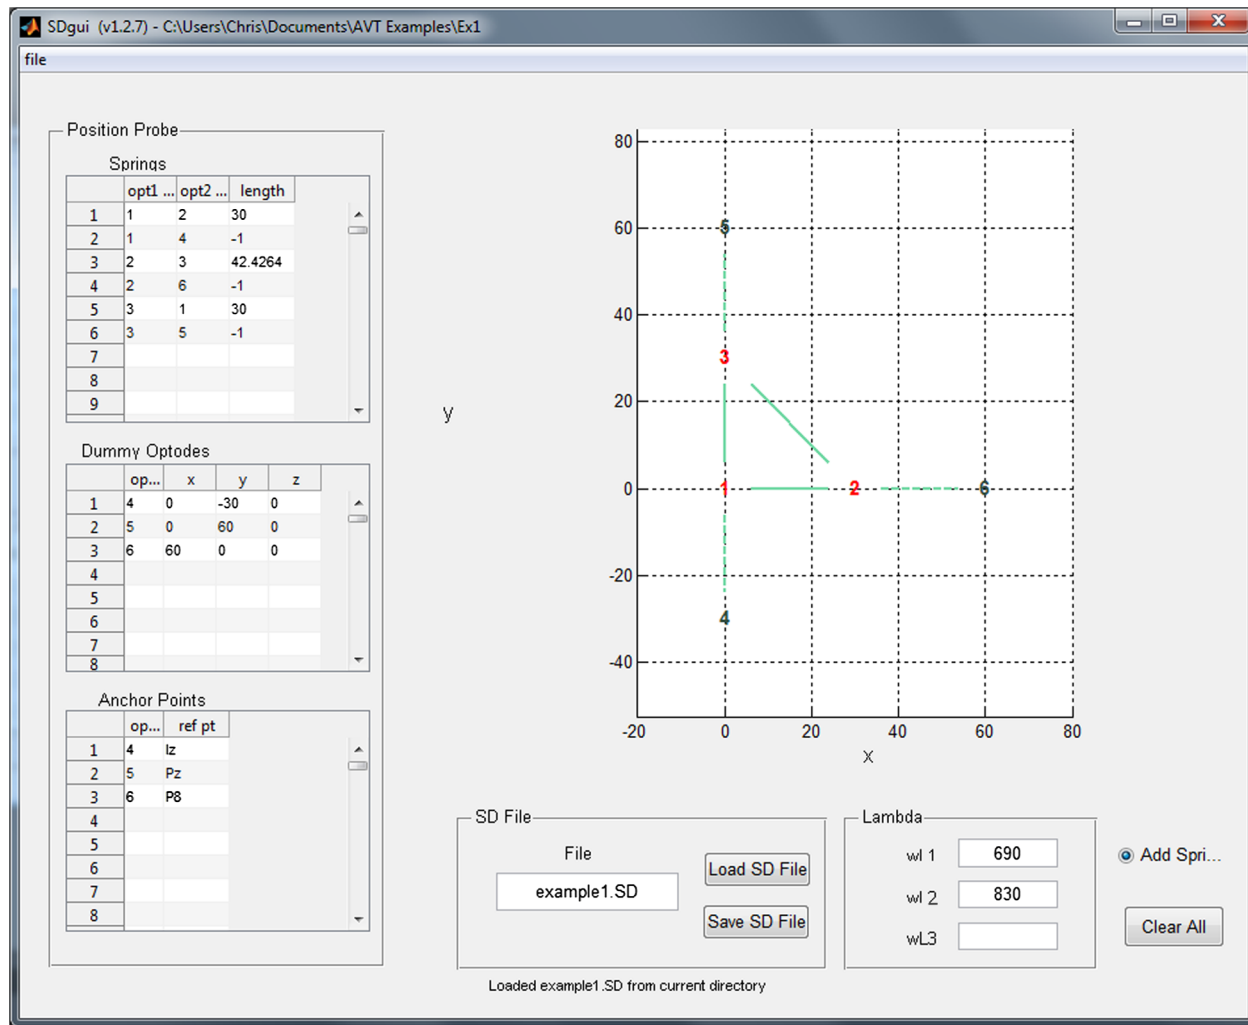 SDgui (v1.2.7) - C:\Users\Chris\Documents\AVT Examples\Ex1
file
Position Probe
Springs
opt1 ... opt2 ... length
1 1 2 30
2 1 4 -1
3 2 3 42.4264
4 2 6 -1
5 3 1 30
6 3 5 -1
7
8
9
Dummy Optodes
op... x y z
1 4 0 -30 0
2 5 0 60 0
3 6 60 0 0
4
5
6
7
8
Anchor Points
op... ref pt
1 4 Iz
2 5 Pz
3 6 P8
4
5
6
7
8
y
80
60
40
20
0
-20
-40
5
3
1 2 6
4
-20 0 20 40 60 80
x
SD File
File
example1.SD
Load SD File
Save SD File
Loaded example1.SD from current directory
Lambda
wl 1 690
wl 2 830
wL3
Add Spri...
Clear All